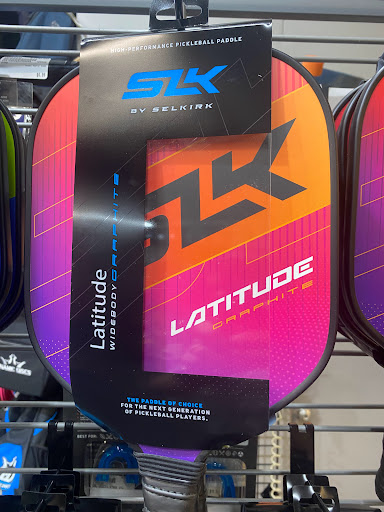 HIGH-PERFORMANCE PICKLEBALL PADDLE
SLK
BY SELKIRK
SLK
LATITUDE
GRAPHITE
Latitude
WIDEBODY GRAPHITE
THE PADDLE OF CHOICE
FOR THE NEXT GENERATION
OF PICKLEBALL PLAYERS.